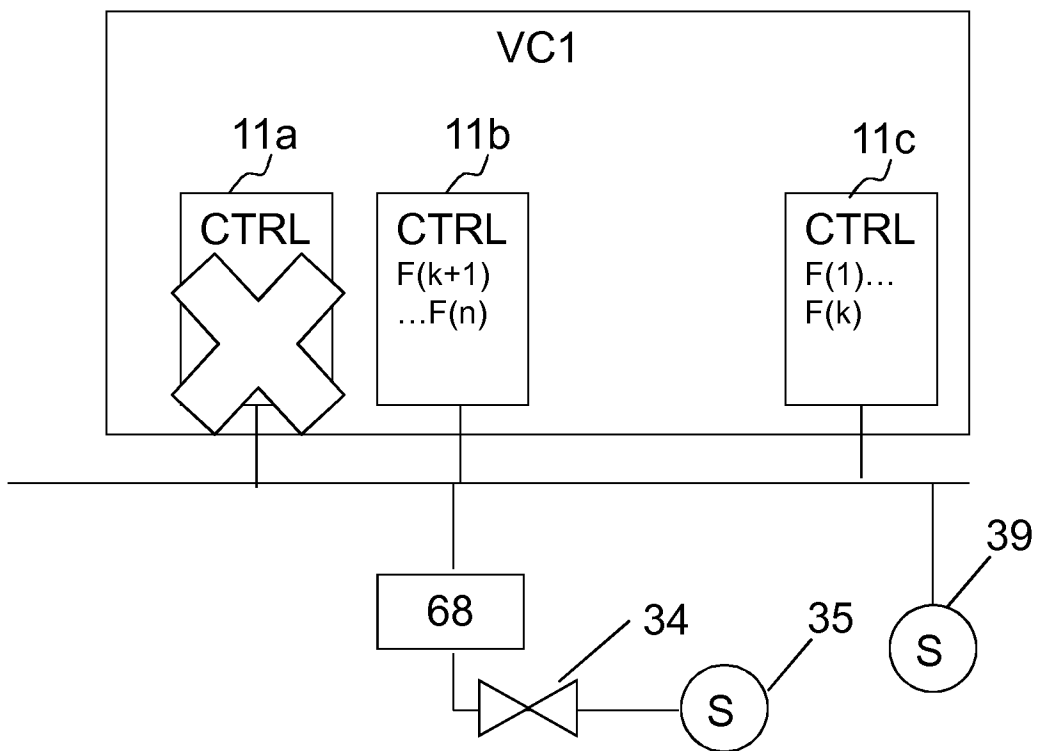 VC1
11a
11b
11c
CTRL
CTRL
F(k+1)
...F(n)
CTRL
F(1)...
F(k)
39
68
34
35
S
S